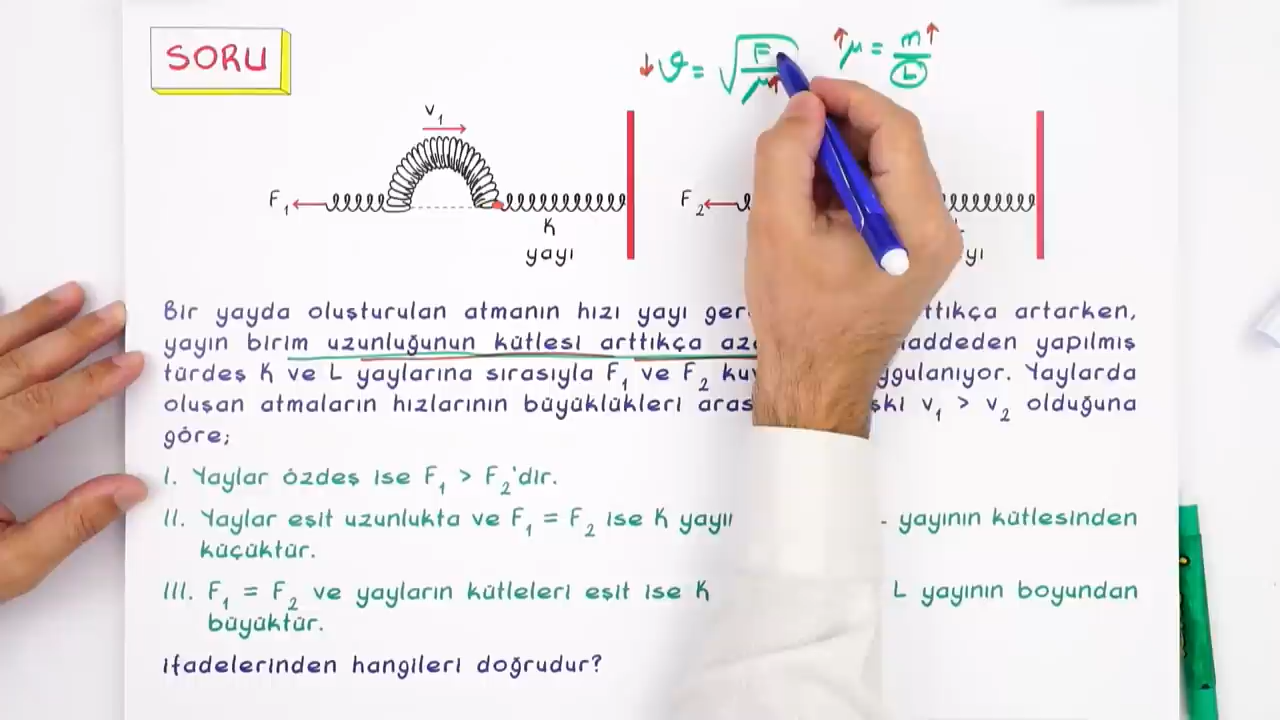 SORU
↓ϑ = √F/μ↑ ↑μ = m↑/L
v₁
F₁
K
yayı
F₂
yı
Bir yayda oluşturulan atmanın hızı yayı ger ttıkça artarken,
yayın birim uzunluğunun kütlesi arttıkça az addeden yapılmış
türdeş K ve L yaylarına sırasıyla F₁ ve F₂ ku ygulanıyor. Yaylarda
oluşan atmaların hızlarının büyüklükleri aras şki v₁ > v₂ olduğuna
göre;
I. Yaylar özdeş ise F₁ > F₂'dir.
II. Yaylar eşit uzunlukta ve F₁ = F₂ ise K yayı yayının kütlesinden
küçüktür.
III. F₁ = F₂ ve yayların kütleleri eşit ise K L yayının boyundan
büyüktür.
ifadelerinden hangileri doğrudur?